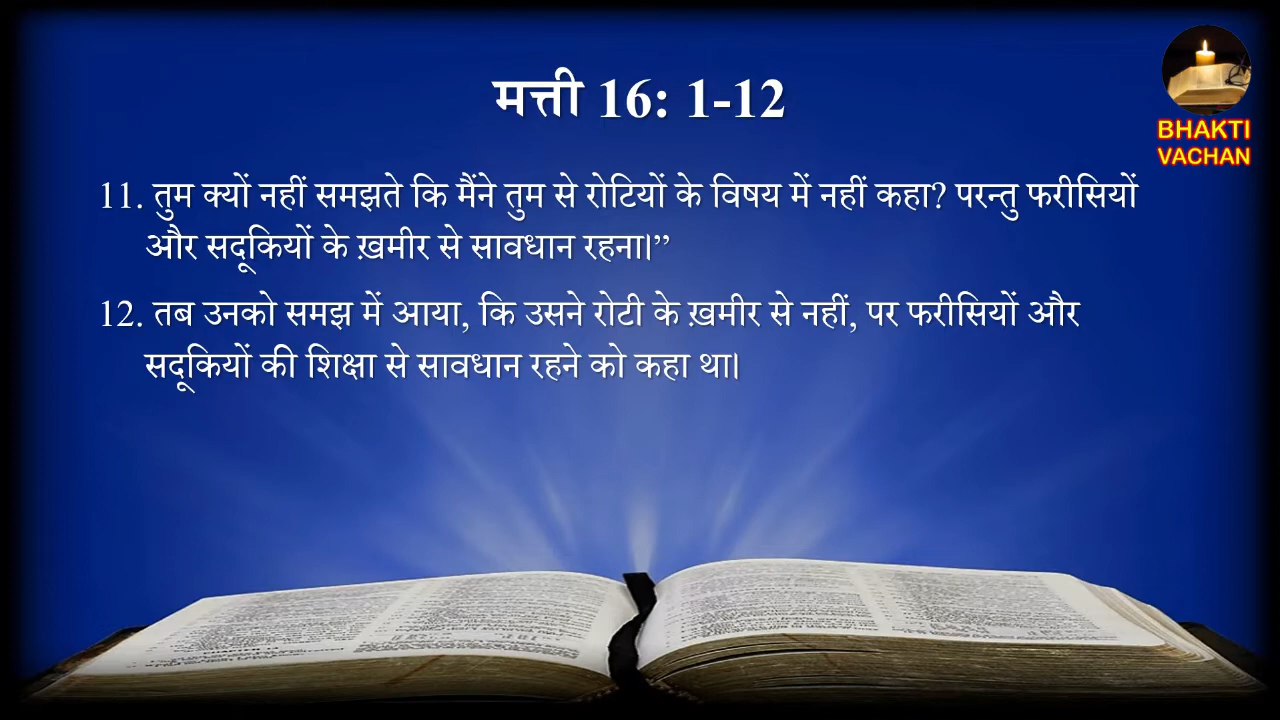 मत्ती 16: 1-12
BHAKTI
VACHAN
11. तुम क्यों नहीं समझते कि मैंने तुम से रोटियों के विषय में नहीं कहा? परन्तु फरीसियों
और सदूकियों के ख़मीर से सावधान रहना।”
12. तब उनको समझ में आया, कि उसने रोटी के ख़मीर से नहीं, पर फरीसियों और
सदूकियों की शिक्षा से सावधान रहने को कहा था।